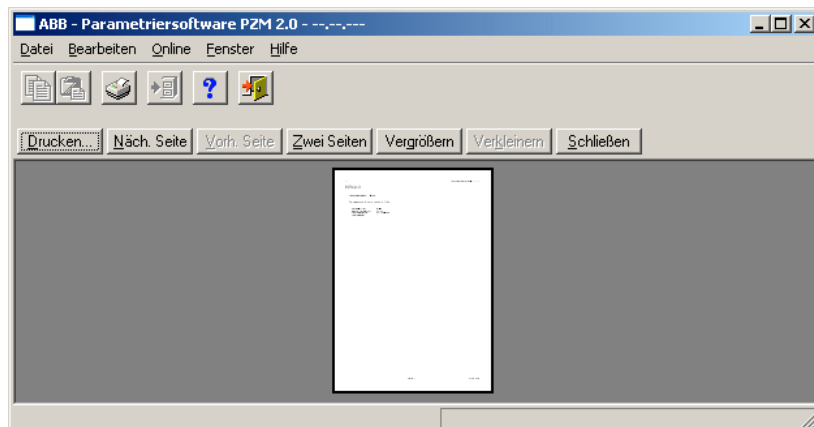 ABB - Parametriersoftware PZM 2.0 - --,--,---
Datei Bearbeiten Online Fenster Hilfe
Drucken... Näch. Seite Vorh. Seite Zwei Seiten Vergrößern Verkleinern Schließen